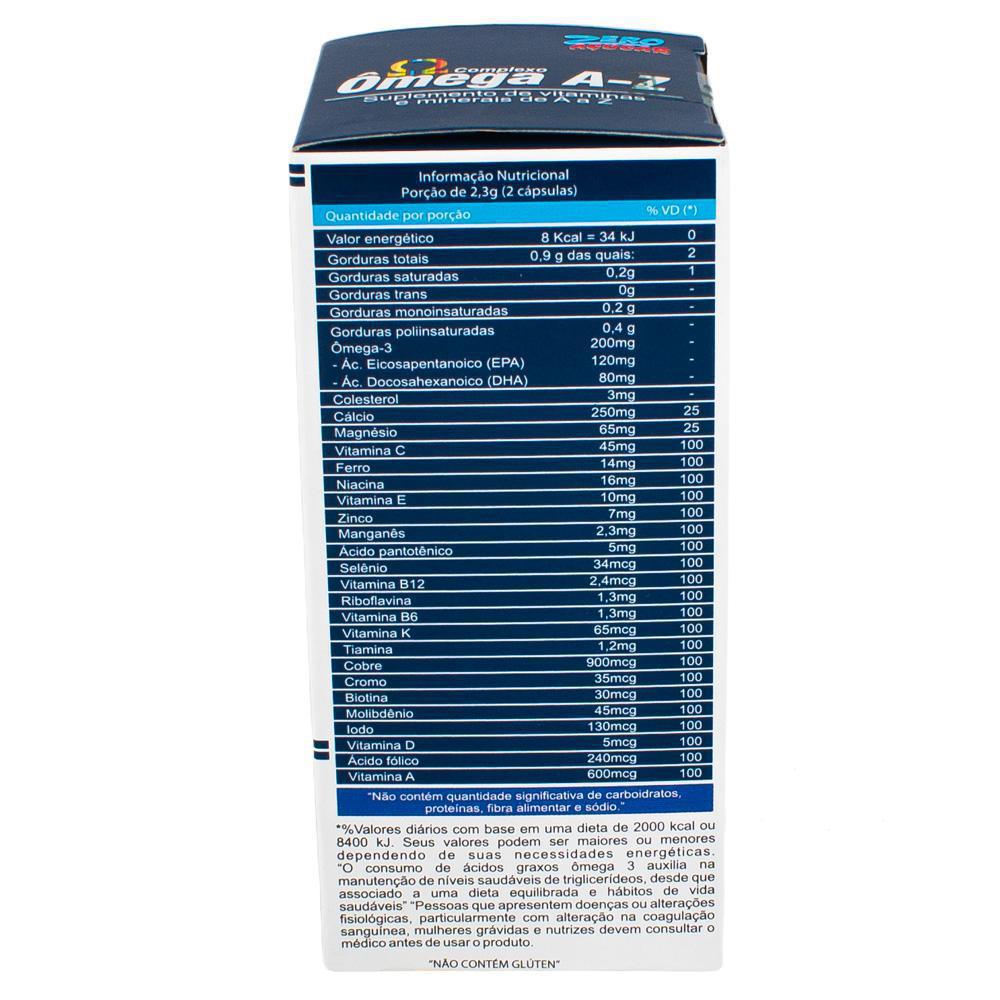 ZERO
AÇÚCAR
Complexo
Ômega A-Z
Suplemento de vitaminas
e minerais de A a Z
Informação Nutricional
Porção de 2,3g (2 cápsulas)
Quantidade por porção % VD (*)
Valor energético 8 Kcal = 34 kJ 0
Gorduras totais 0,9 g das quais: 2
Gorduras saturadas 0,2g 1
Gorduras trans 0g -
Gorduras monoinsaturadas 0,2 g -
Gorduras poliinsaturadas 0,4 g -
Ômega-3 200mg -
- Ác. Eicosapentanoico (EPA) 120mg -
- Ác. Docosahexanoico (DHA) 80mg -
Colesterol 3mg -
Cálcio 250mg 25
Magnésio 65mg 25
Vitamina C 45mg 100
Ferro 14mg 100
Niacina 16mg 100
Vitamina E 10mg 100
Zinco 7mg 100
Manganês 2,3mg 100
Ácido pantotênico 5mg 100
Selênio 34mcg 100
Vitamina B12 2,4mcg 100
Riboflavina 1,3mg 100
Vitamina B6 1,3mg 100
Vitamina K 65mcg 100
Tiamina 1,2mg 100
Cobre 900mcg 100
Cromo 35mcg 100
Biotina 30mcg 100
Molibdênio 45mcg 100
Iodo 130mcg 100
Vitamina D 5mcg 100
Ácido fólico 240mcg 100
Vitamina A 600mcg 100
"Não contém quantidade significativa de carboidratos,
proteínas, fibra alimentar e sódio."
*%Valores diários com base em uma dieta de 2000 kcal ou
8400 kJ. Seus valores podem ser maiores ou menores
dependendo de suas necessidades energéticas.
"O consumo de ácidos graxos ômega 3 auxilia na
manutenção de níveis saudáveis de triglicerídeos, desde que
associado a uma dieta equilibrada e hábitos de vida
saudáveis" "Pessoas que apresentem doenças ou alterações
fisiológicas, particularmente com alteração na coagulação
sanguínea, mulheres grávidas e nutrizes devem consultar o
médico antes de usar o produto.
"NÃO CONTÉM GLÚTEN"